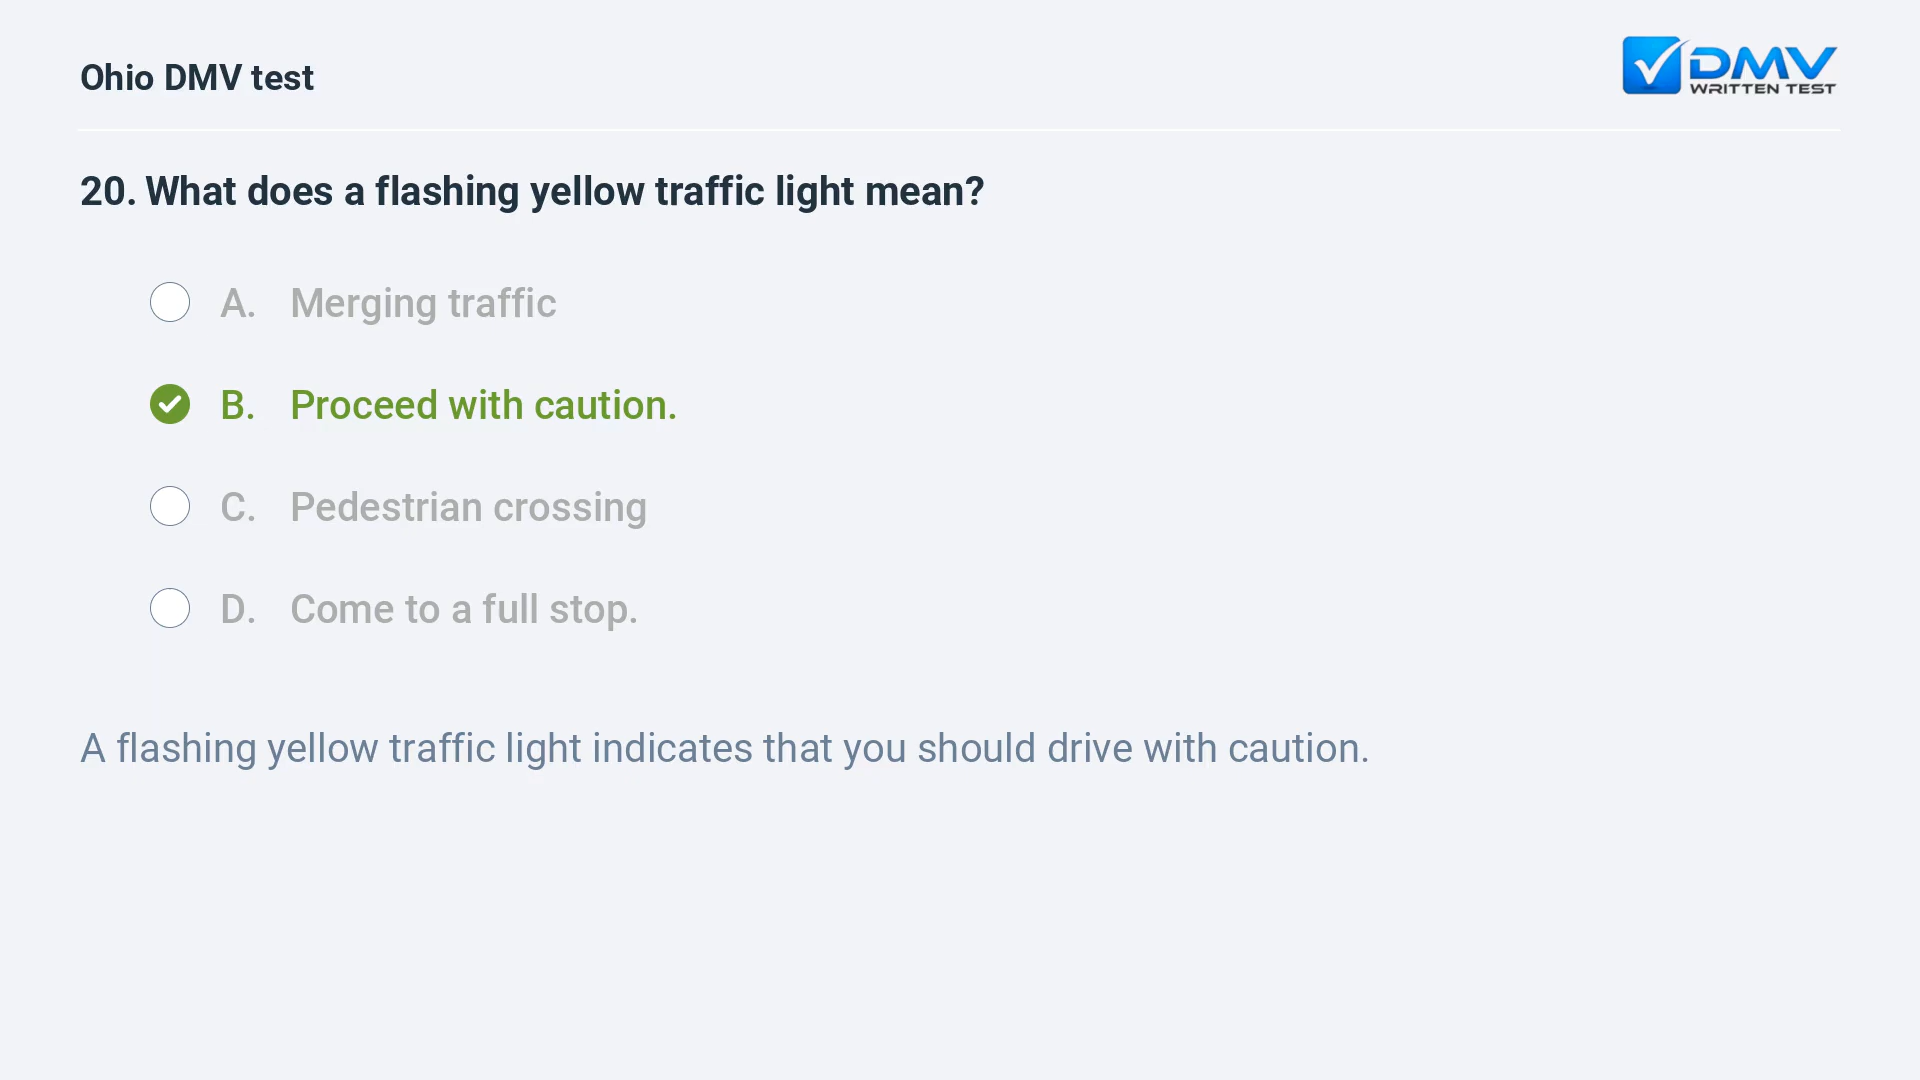 Ohio DMV test
DMV
WRITTEN TEST
20. What does a flashing yellow traffic light mean?
A. Merging traffic
B. Proceed with caution.
C. Pedestrian crossing
D. Come to a full stop.
A flashing yellow traffic light indicates that you should drive with caution.